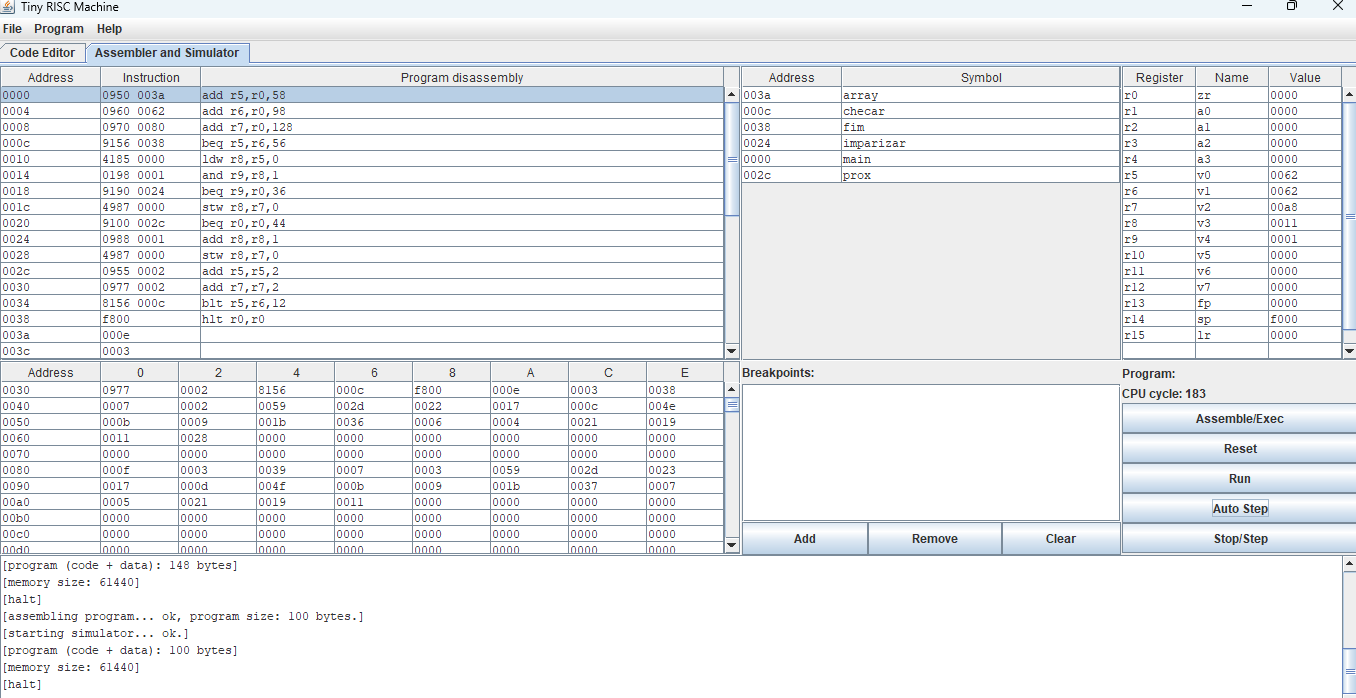 Tiny RISC Machine
File Program Help
Code Editor Assembler and Simulator
Address Instruction Program disassembly
0000 0950 003a add r5,r0,58
0004 0960 0062 add r6,r0,98
0008 0970 0080 add r7,r0,128
000c 9156 0038 beq r5,r6,56
0010 4185 0000 ldw r8,r5,0
0014 0198 0001 and r9,r8,1
0018 9190 0024 beq r9,r0,36
001c 4987 0000 stw r8,r7,0
0020 9100 002c beq r0,r0,44
0024 0988 0001 add r8,r8,1
0028 4987 0000 stw r8,r7,0
002c 0955 0002 add r5,r5,2
0030 0977 0002 add r7,r7,2
0034 8156 000c blt r5,r6,12
0038 f800 hlt r0,r0
003a 000e
003c 0003
Address Symbol
003a array
000c checar
0038 fim
0024 imparizar
0000 main
002c prox
Register Name Value
r0 zr 0000
r1 a0 0000
r2 a1 0000
r3 a2 0000
r4 a3 0000
r5 v0 0062
r6 v1 0062
r7 v2 00a8
r8 v3 0011
r9 v4 0001
r10 v5 0000
r11 v6 0000
r12 v7 0000
r13 fp 0000
r14 sp f000
r15 lr 0000
Address 0 2 4 6 8 A C E
0030 0977 0002 8156 000c f800 000e 0003 0038
0040 0007 0002 0059 002d 0022 0017 000c 004e
0050 000b 0009 001b 0036 0006 0004 0021 0019
0060 0011 0028 0000 0000 0000 0000 0000 0000
0070 0000 0000 0000 0000 0000 0000 0000 0000
0080 000f 0003 0039 0007 0003 0059 002d 0023
0090 0017 000d 004f 000b 0009 001b 0037 0007
00a0 0005 0021 0019 0011 0000 0000 0000 0000
00b0 0000 0000 0000 0000 0000 0000 0000 0000
00c0 0000 0000 0000 0000 0000 0000 0000 0000
00d0 0000 0000 0000 0000 0000 0000 0000 0000
Breakpoints:
Add Remove Clear
Program:
CPU cycle: 183
Assemble/Exec
Reset
Run
Auto Step
Stop/Step
[program (code + data): 148 bytes]
[memory size: 61440]
[halt]
[assembling program... ok, program size: 100 bytes.]
[starting simulator... ok.]
[program (code + data): 100 bytes]
[memory size: 61440]
[halt]